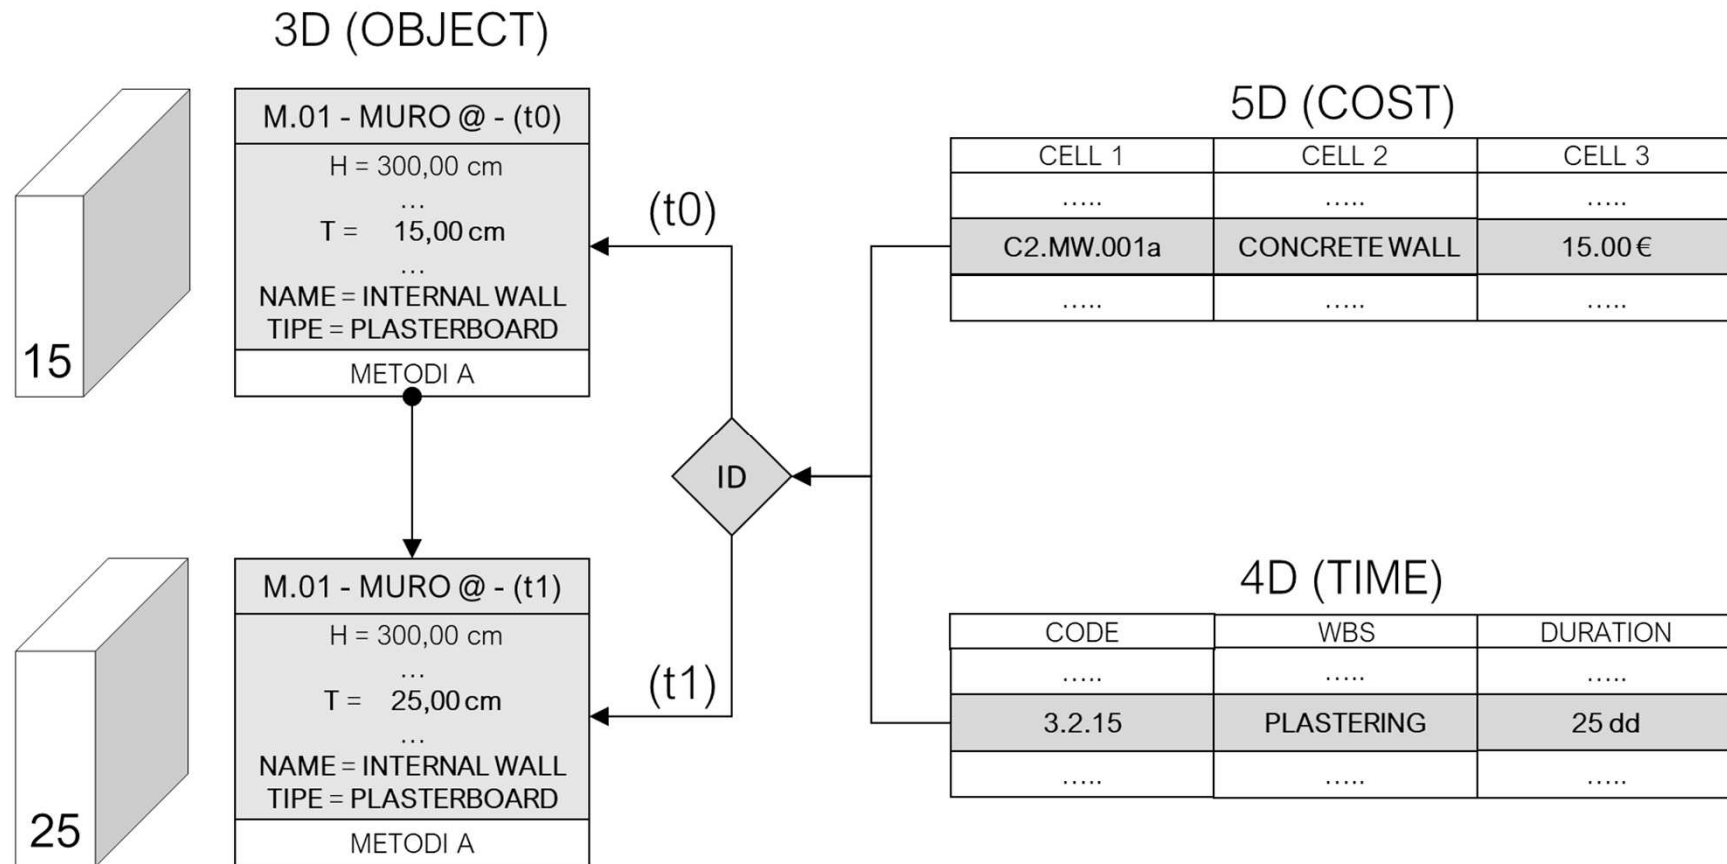 3D (OBJECT)
M.01 - MURO @ - (t0)
H = 300,00 cm
...
T = 15,00 cm
...
NAME = INTERNAL WALL
TIPE = PLASTERBOARD
METODI A
15
(t0)
ID
(t1)
M.01 - MURO @ - (t1)
H = 300,00 cm
...
T = 25,00 cm
...
NAME = INTERNAL WALL
TIPE = PLASTERBOARD
METODI A
25
5D (COST)
CELL 1 CELL 2 CELL 3
..... ..... .....
C2.MW.001a CONCRETE WALL 15.00 €
..... ..... .....
4D (TIME)
CODE WBS DURATION
..... ..... .....
3.2.15 PLASTERING 25 dd
..... ..... .....